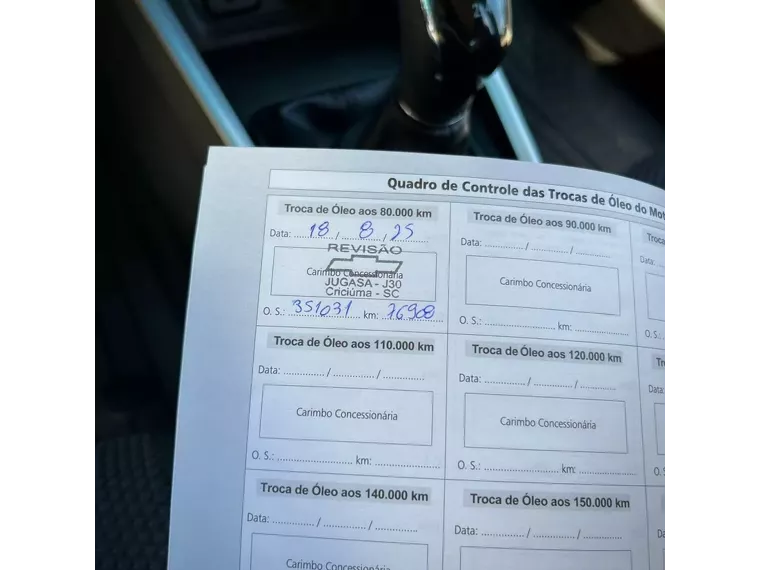 Quadro de Controle das Trocas de Óleo do Mot
Troca de Óleo aos 80.000 km
Data: 18 / 8 / 25
REVISÃO
Carimbo Concessionária
JUGASA - J30
Criciúma - SC
O. S.: 351031 km: 76908
Troca de Óleo aos 90.000 km
Data: / /
Carimbo Concessionária
O. S.: km:
Troca
Data:
O. S.:
Troca de Óleo aos 110.000 km
Data: / /
Carimbo Concessionária
O. S.: km:
Troca de Óleo aos 120.000 km
Data: / /
Carimbo Concessionária
O. S.: km:
Data:
O. S.:
Troca de Óleo aos 140.000 km
Data: / /
Carimbo Concessionária
Troca de Óleo aos 150.000 km
Data: / /